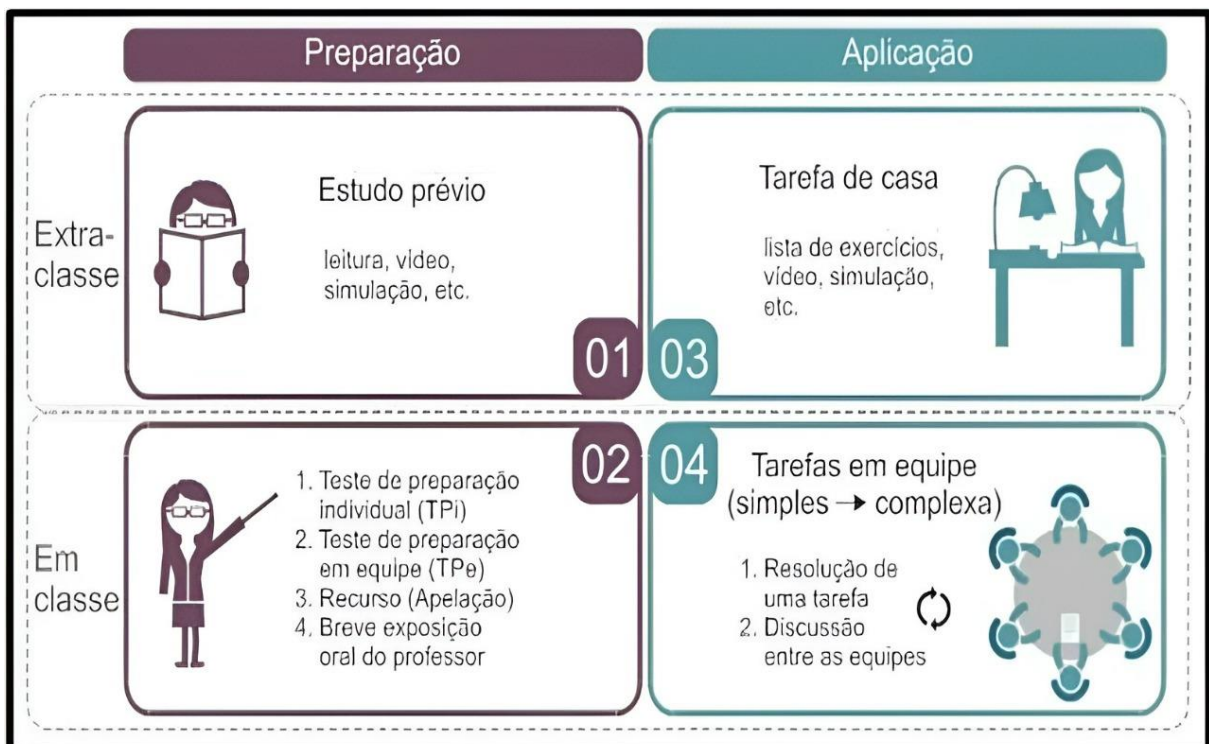 Preparação
Aplicação
Extra-
classe
Estudo prévio
leitura, vídeo,
simulação, etc.
01
03
Tarefa de casa
lista de exercícios,
vídeo, simulação,
etc.
Em
classe
02
1. Teste de preparação
individual (TPi)
2. Teste de preparação
em equipe (TPe)
3. Recurso (Apelação)
4. Breve exposição
oral do professor
04
Tarefas em equipe
(simples → complexa)
1. Resolução de
uma tarefa
2. Discussão
entre as equipes